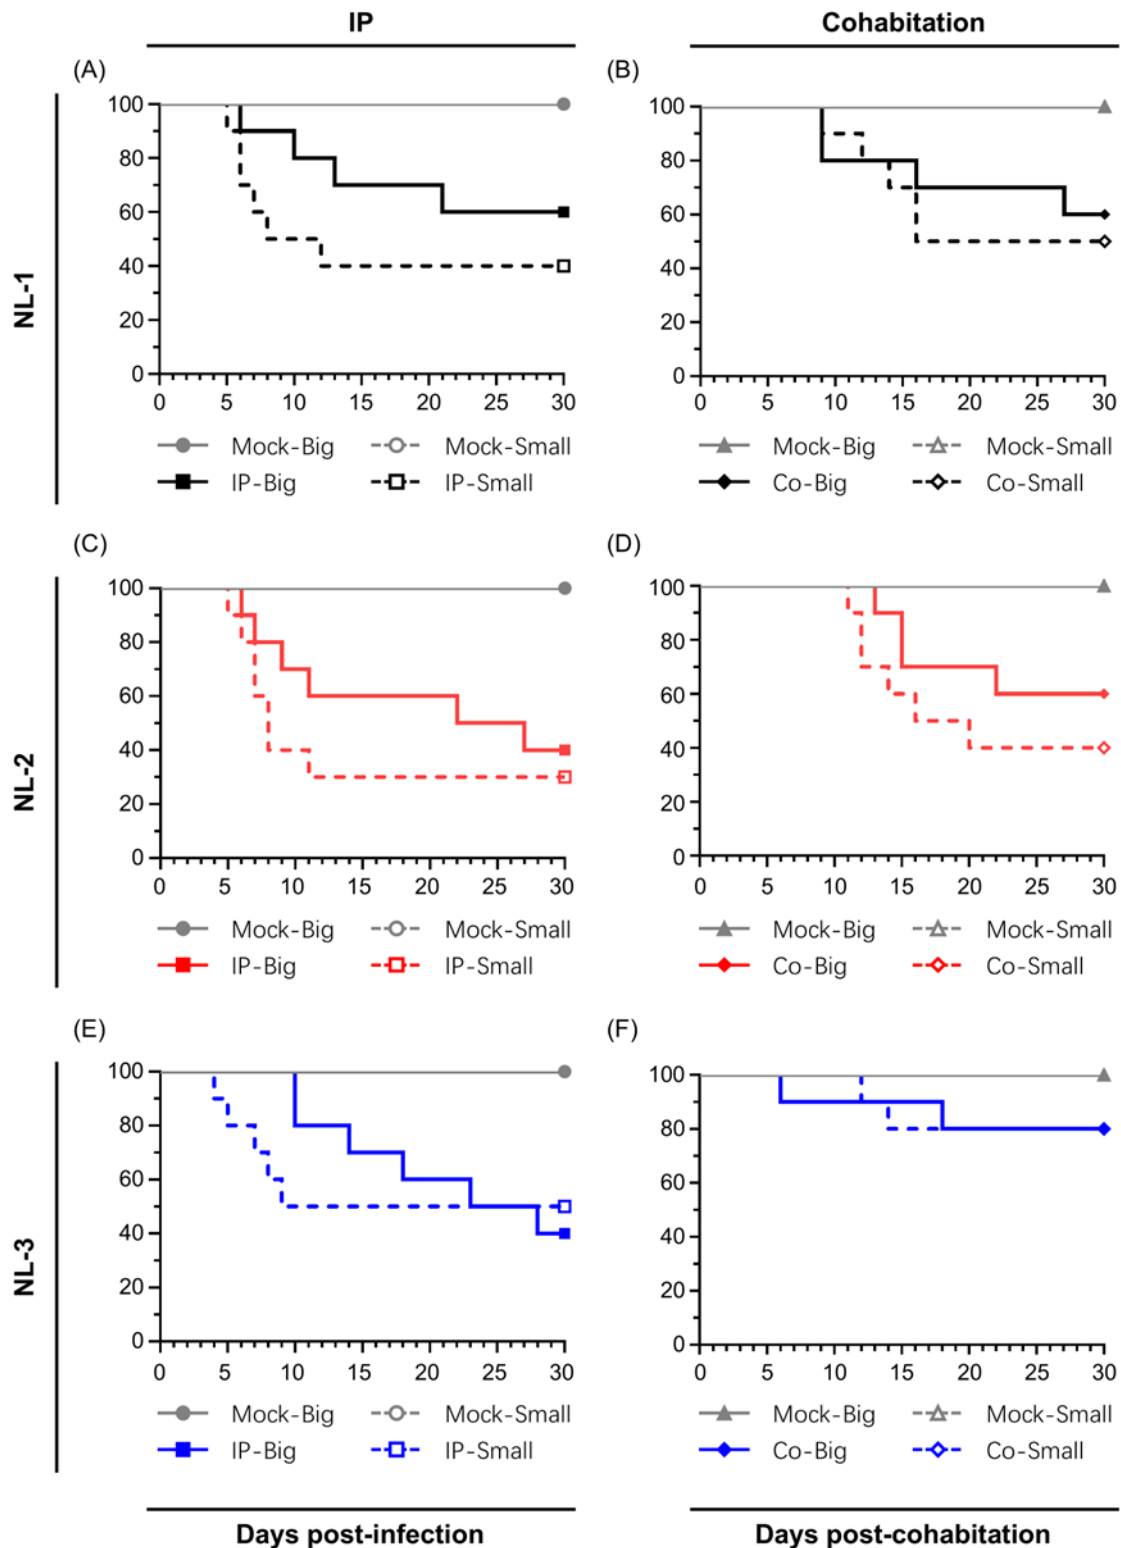 IP
Cohabitation
(A)
(B)
NL-1
100
80
60
40
20
0
0 5 10 15 20 25 30
100
80
60
40
20
0
0 5 10 15 20 25 30
Mock-Big Mock-Small
IP-Big IP-Small
Mock-Big Mock-Small
Co-Big Co-Small
(C)
(D)
NL-2
100
80
60
40
20
0
0 5 10 15 20 25 30
100
80
60
40
20
0
0 5 10 15 20 25 30
Mock-Big Mock-Small
IP-Big IP-Small
Mock-Big Mock-Small
Co-Big Co-Small
(E)
(F)
NL-3
100
80
60
40
20
0
0 5 10 15 20 25 30
100
80
60
40
20
0
0 5 10 15 20 25 30
Mock-Big Mock-Small
IP-Big IP-Small
Mock-Big Mock-Small
Co-Big Co-Small
Days post-infection
Days post-cohabitation